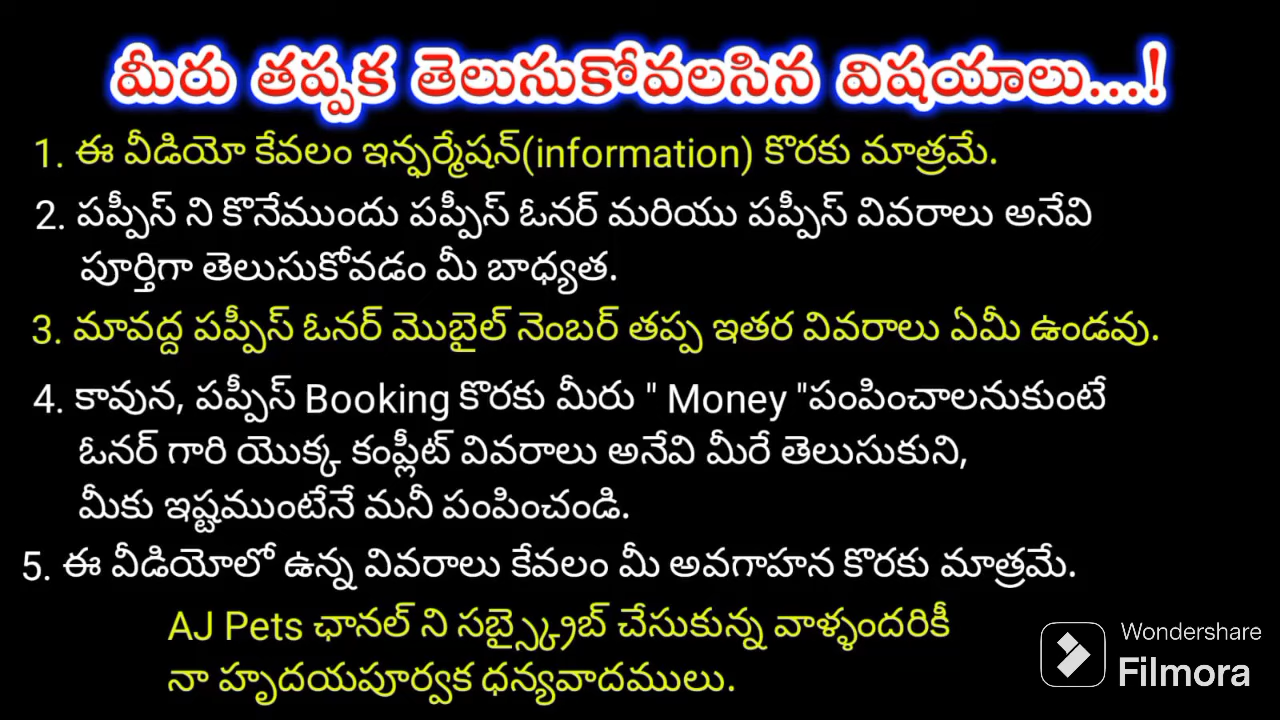 మీరు తప్పక తెలుసుకోవలసిన విషయాలు...!
1. ఈ వీడియో కేవలం ఇన్ఫర్మేషన్(information) కొరకు మాత్రమే.
2. పప్పీస్ ని కొనేముందు పప్పీస్ ఓనర్ మరియు పప్పీస్ వివరాలు అనేవి
పూర్తిగా తెలుసుకోవడం మీ బాధ్యత.
3. మావద్ద పప్పీస్ ఓనర్ మొబైల్ నెంబర్ తప్ప ఇతర వివరాలు ఏమీ ఉండవు.
4. కావున, పప్పీస్ Booking కొరకు మీరు " Money "పంపించాలనుకుంటే
ఓనర్ గారి యొక్క కంప్లీట్ వివరాలు అనేవి మీరే తెలుసుకుని,
మీకు ఇష్టముంటేనే మనీ పంపించండి.
5. ఈ వీడియోలో ఉన్న వివరాలు కేవలం మీ అవగాహన కొరకు మాత్రమే.
AJ Pets ఛానల్ ని సబ్స్క్రైబ్ చేసుకున్న వాళ్ళందరికీ
నా హృదయపూర్వక ధన్యవాదములు.
Wondershare
Filmora